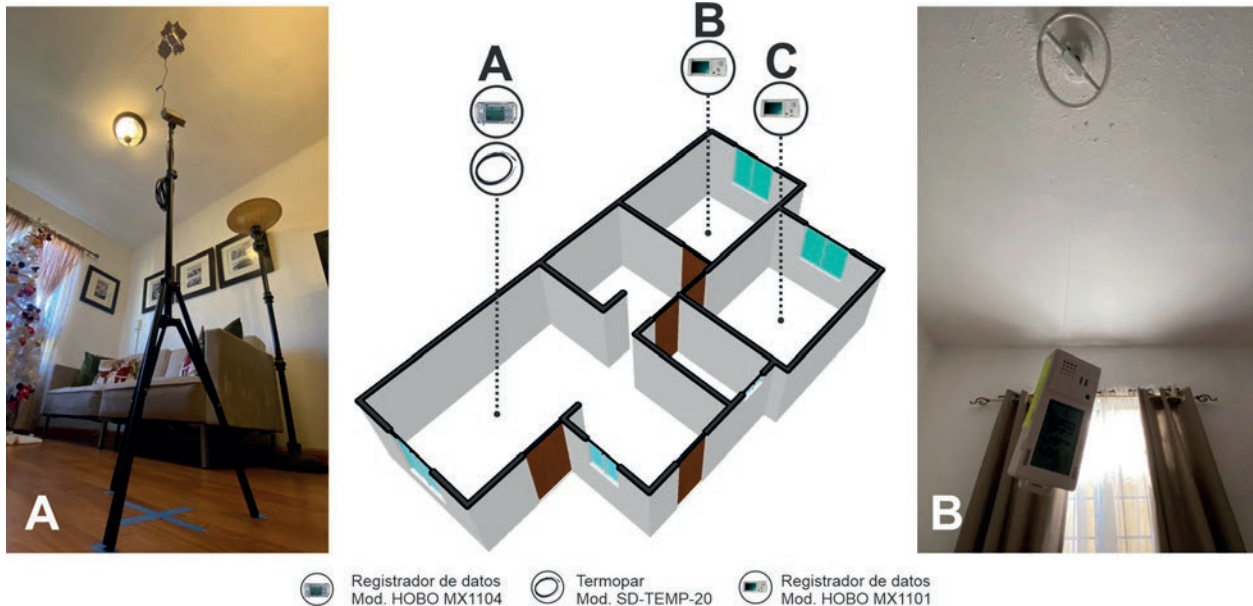 A
B
C
A
B
Registrador de datos
Mod. HOBO MX1104
Termopar
Mod. SD-TEMP-20
Registrador de datos
Mod. HOBO MX1101